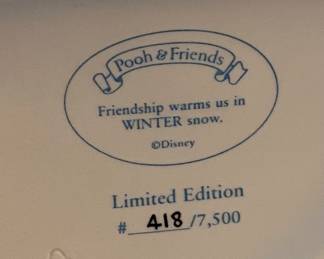 Pooh & Friends
Friendship warms us in
WINTER snow.
©Disney
Limited Edition
# 418/7,500